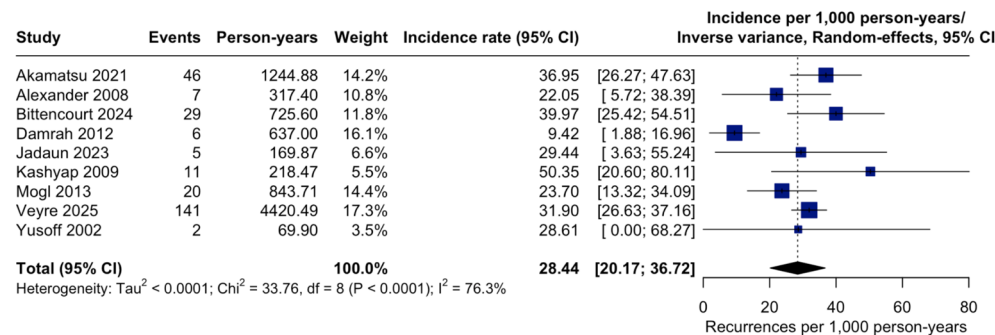 Incidence per 1,000 person-years/
Study Events Person-years Weight Incidence rate (95% CI) Inverse variance, Random-effects, 95% CI
Akamatsu 2021 46 1244.88 14.2% 36.95 [26.27; 47.63]
Alexander 2008 7 317.40 10.8% 22.05 [ 5.72; 38.39]
Bittencourt 2024 29 725.60 11.8% 39.97 [25.42; 54.51]
Damrah 2012 6 637.00 16.1% 9.42 [ 1.88; 16.96]
Jadaun 2023 5 169.87 6.6% 29.44 [ 3.63; 55.24]
Kashyap 2009 11 218.47 5.5% 50.35 [20.60; 80.11]
Mogl 2013 20 843.71 14.4% 23.70 [13.32; 34.09]
Veyre 2025 141 4420.49 17.3% 31.90 [26.63; 37.16]
Yusoff 2002 2 69.90 3.5% 28.61 [ 0.00; 68.27]
Total (95% CI) 100.0% 28.44 [20.17; 36.72]
Heterogeneity: Tau² < 0.0001; Chi² = 33.76, df = 8 (P < 0.0001); I² = 76.3%
0 20 40 60 80
Recurrences per 1,000 person-years